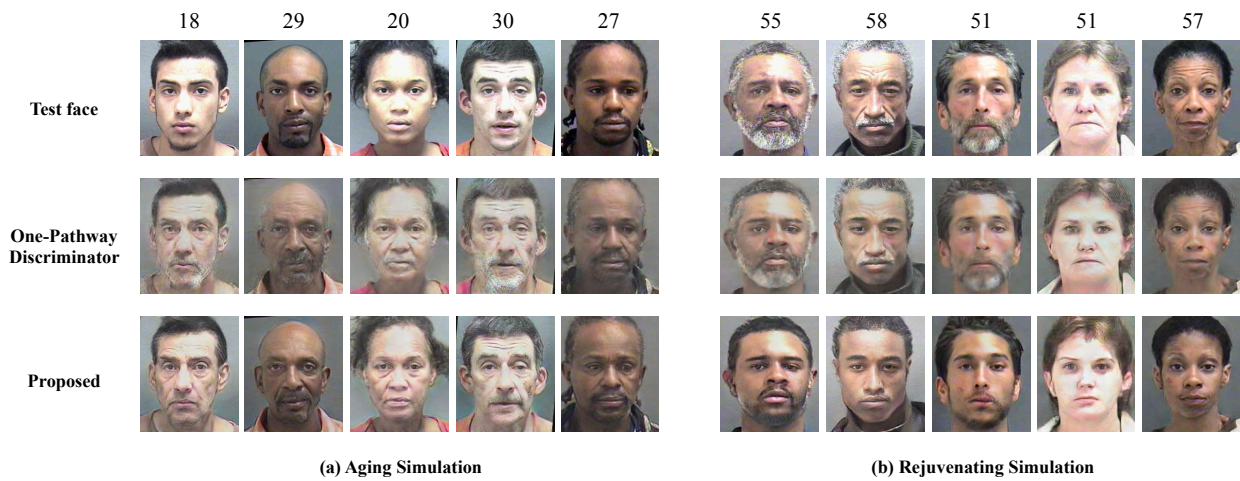 18 29 20 30 27 55 58 51 51 57
Test face
One-Pathway
Discriminator
Proposed
(a) Aging Simulation (b) Rejuvenating Simulation